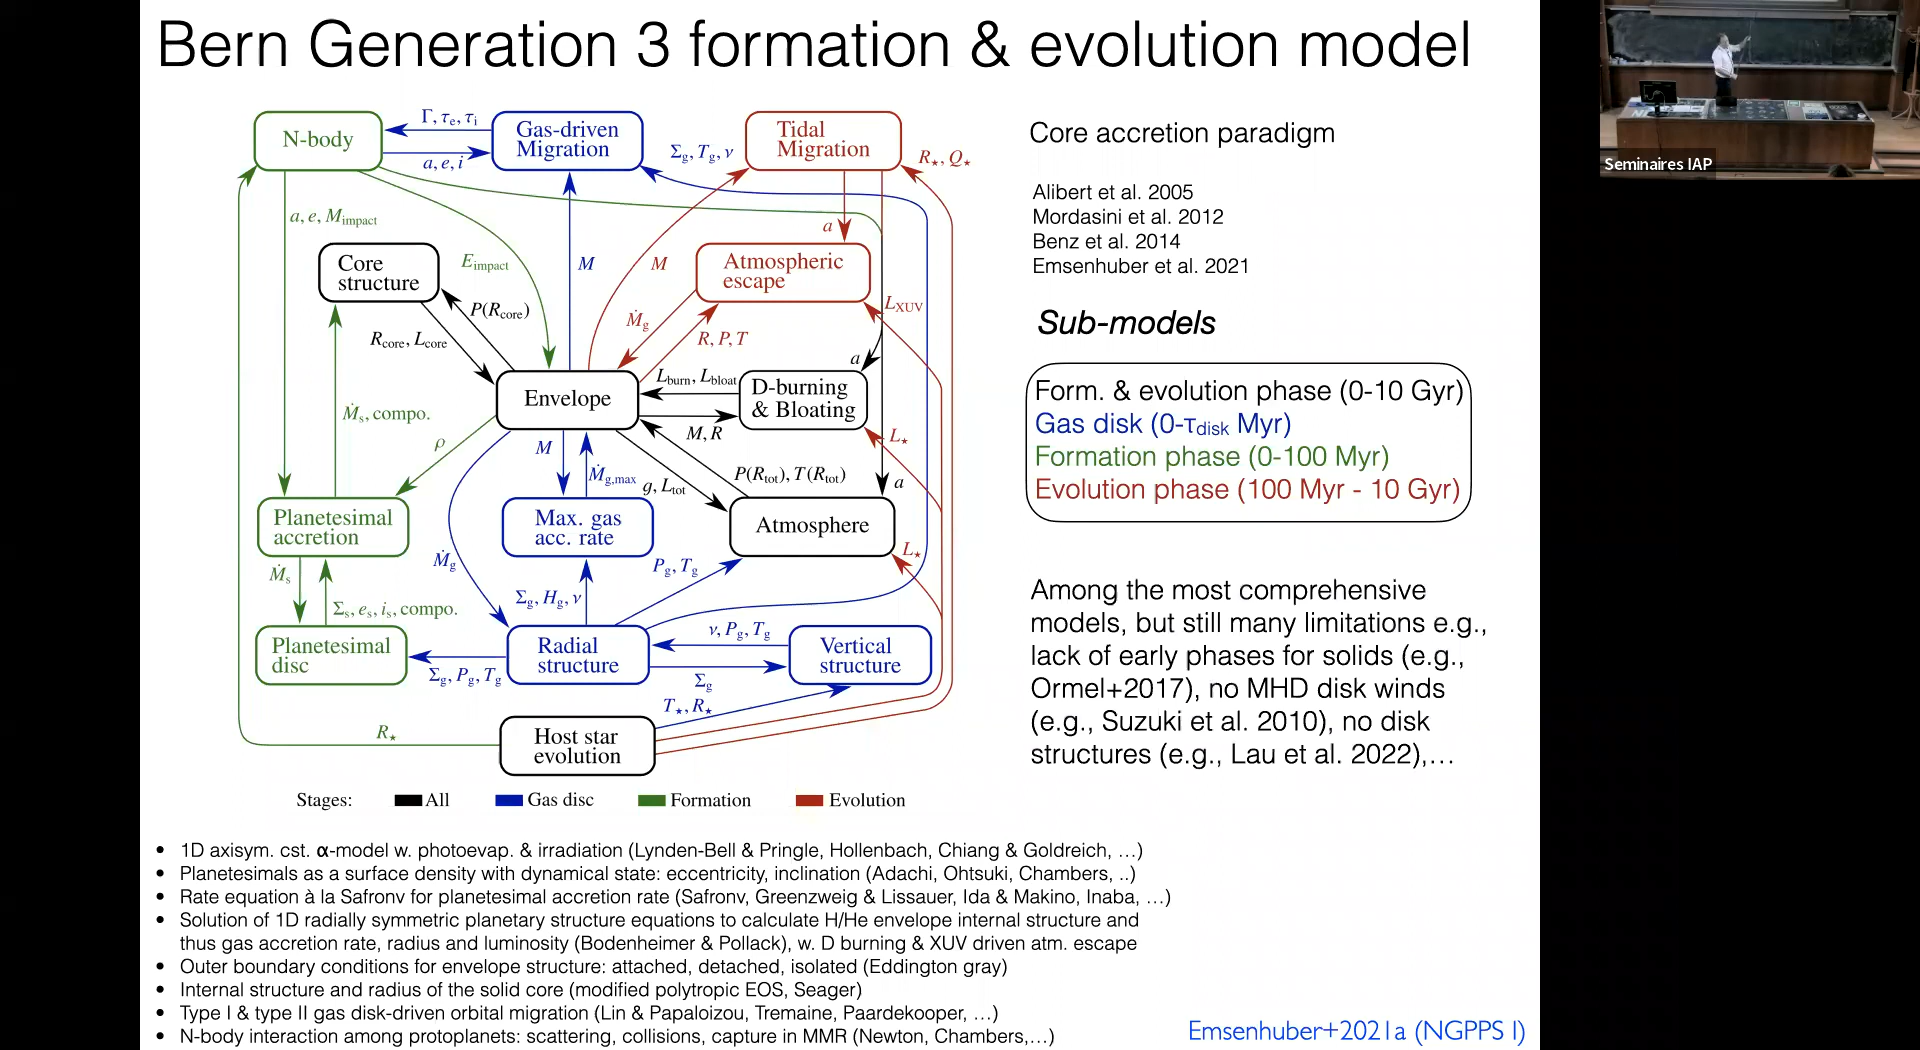 Bern Generation 3 formation & evolution model
Seminaires IAP
N-body
Γ, τe, τi
a, e, i
Gas-driven
Migration
Σg, Tg, ν
Tidal
Migration
R⋆, Q⋆
a, e, Mimpact
Core
structure
Eimpact
M
M
a
Atmospheric
escape
P(Rcore)
Rcore, Lcore
Ṁg
R, P, T
LXUV
a
Envelope
Lburn, Lbloat
D-burning
& Bloating
M, R
L⋆
Ṁs, compo.
ρ
M
Ṁg,max
g, Ltot
P(Rtot), T(Rtot)
a
Planetesimal
accretion
Max. gas
acc. rate
Atmosphere
Ṁg
Pg, Tg
L⋆
Ṁs
Σs, es, is, compo.
Σg, Hg, ν
Planetesimal
disc
Σg, Pg, Tg
Radial
structure
ν, Pg, Tg
Σg
Vertical
structure
T⋆, R⋆
R⋆
Host star
evolution
Stages: All Gas disc Formation Evolution
Core accretion paradigm
Alibert et al. 2005
Mordasini et al. 2012
Benz et al. 2014
Emsenhuber et al. 2021
Sub-models
Form. & evolution phase (0-10 Gyr)
Gas disk (0-τdisk Myr)
Formation phase (0-100 Myr)
Evolution phase (100 Myr - 10 Gyr)
Among the most comprehensive
models, but still many limitations e.g.,
lack of early phases for solids (e.g.,
Ormel+2017), no MHD disk winds
(e.g., Suzuki et al. 2010), no disk
structures (e.g., Lau et al. 2022),…
• 1D axisym. cst. α-model w. photoevap. & irradiation (Lynden-Bell & Pringle, Hollenbach, Chiang & Goldreich, …)
• Planetesimals as a surface density with dynamical state: eccentricity, inclination (Adachi, Ohtsuki, Chambers, ..)
• Rate equation à la Safronv for planetesimal accretion rate (Safronv, Greenzweig & Lissauer, Ida & Makino, Inaba, …)
• Solution of 1D radially symmetric planetary structure equations to calculate H/He envelope internal structure and
thus gas accretion rate, radius and luminosity (Bodenheimer & Pollack), w. D burning & XUV driven atm. escape
• Outer boundary conditions for envelope structure: attached, detached, isolated (Eddington gray)
• Internal structure and radius of the solid core (modified polytropic EOS, Seager)
• Type I & type II gas disk-driven orbital migration (Lin & Papaloizou, Tremaine, Paardekooper, …)
• N-body interaction among protoplanets: scattering, collisions, capture in MMR (Newton, Chambers,…)
Emsenhuber+2021a (NGPPS I)